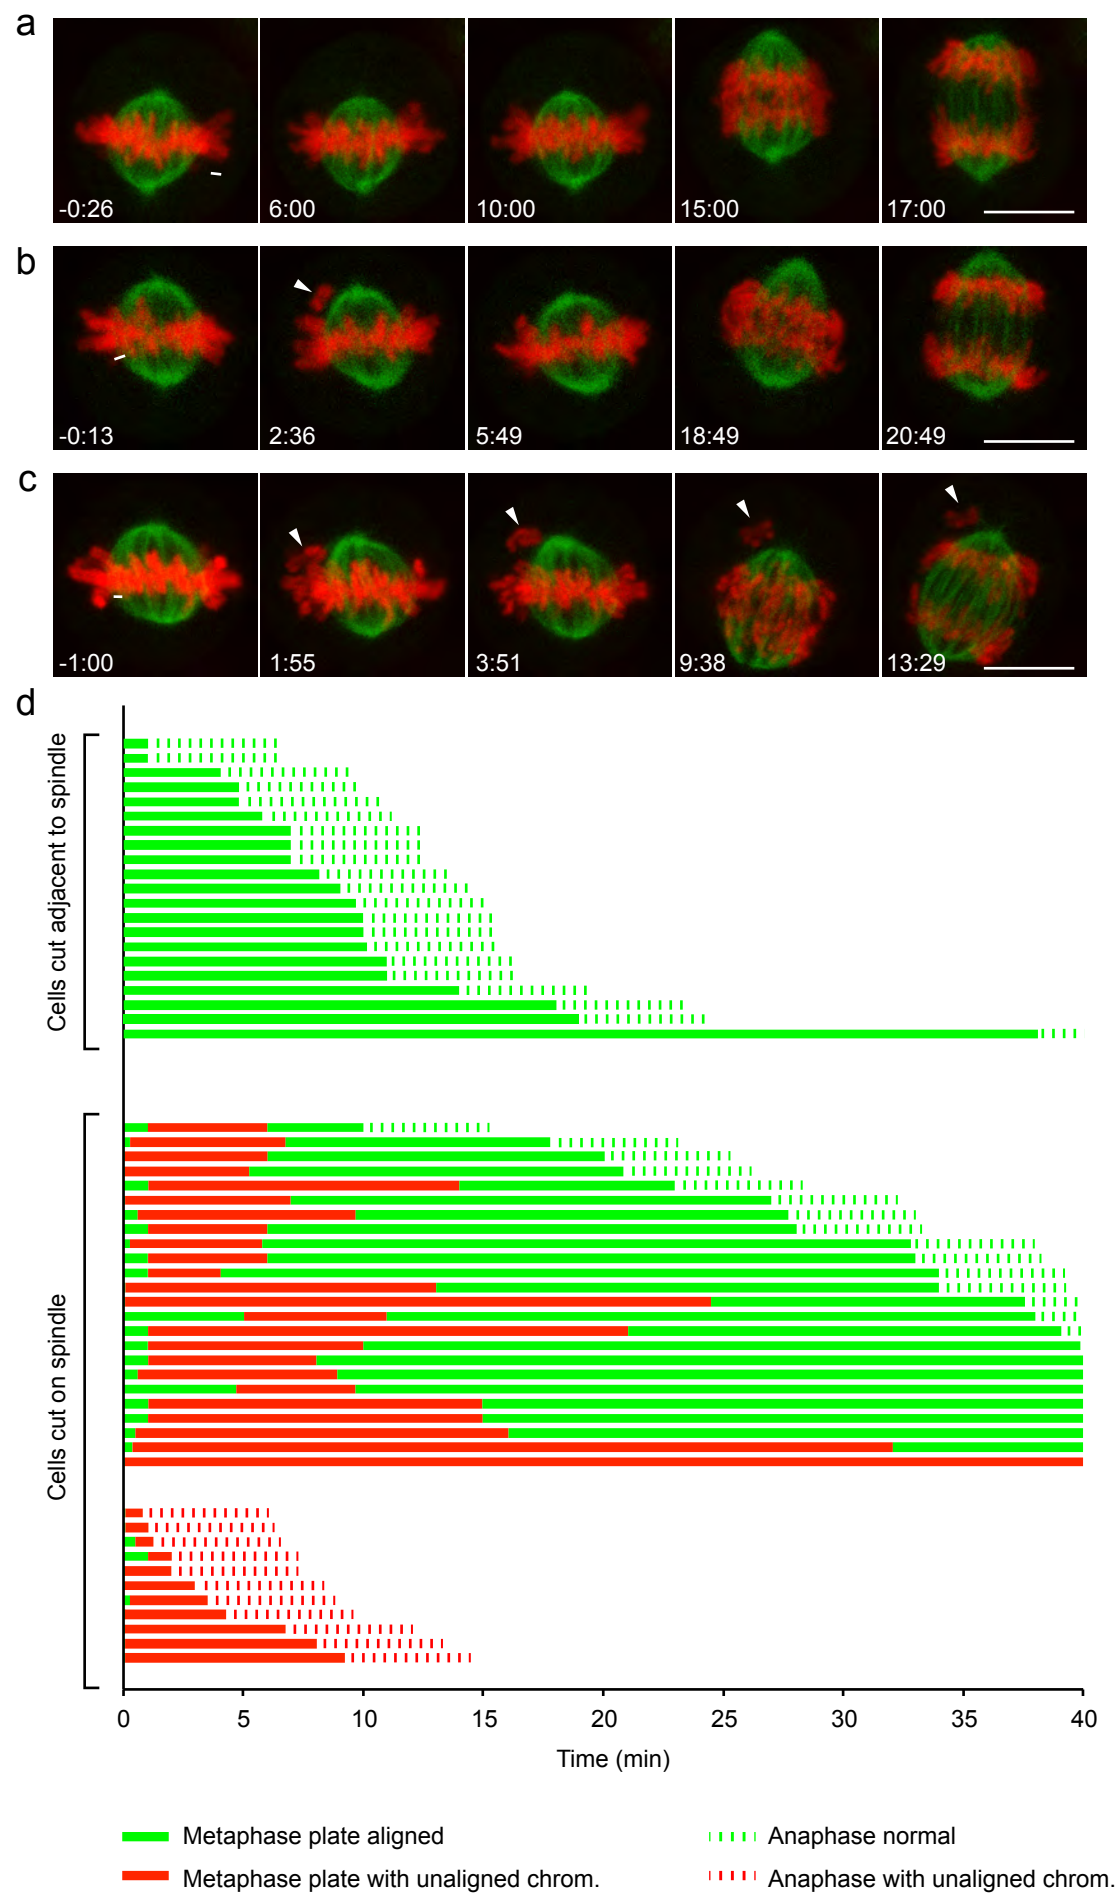 a
-0:26 6:00 10:00 15:00 17:00
b
-0:13 2:36 5:49 18:49 20:49
c
-1:00 1:55 3:51 9:38 13:29
d
Cells cut adjacent to spindle
Cells cut on spindle
0 5 10 15 20 25 30 35 40
Time (min)
Metaphase plate aligned
Anaphase normal
Metaphase plate with unaligned chrom.
Anaphase with unaligned chrom.